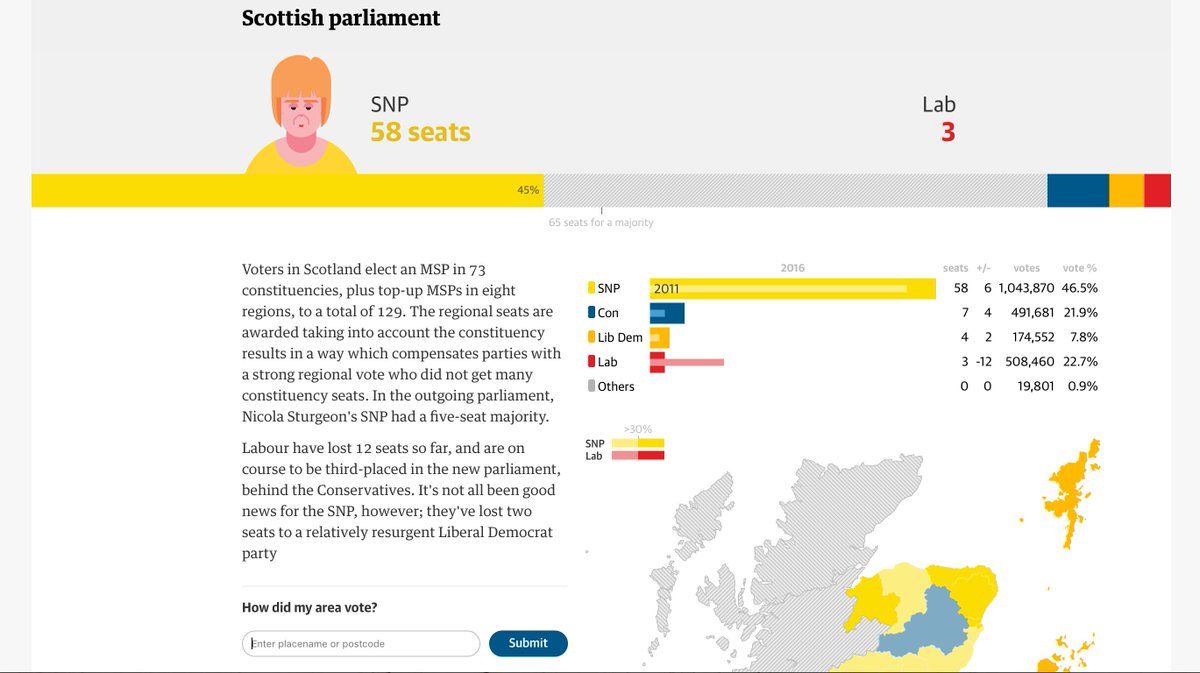 Scottish parliament
SNP
58 seats
Lab
3
45%
65 seats for a majority
Voters in Scotland elect an MSP in 73
constituencies, plus top-up MSPs in eight
regions, to a total of 129. The regional seats are
awarded taking into account the constituency
results in a way which compensates parties with
a strong regional vote who did not get many
constituency seats. In the outgoing parliament,
Nicola Sturgeon's SNP had a five-seat majority.
Labour have lost 12 seats so far, and are on
course to be third-placed in the new parliament,
behind the Conservatives. It's not all been good
news for the SNP, however; they've lost two
seats to a relatively resurgent Liberal Democrat
party
How did my area vote?
Enter placename or postcode
Submit
2016 seats +/- votes vote %
SNP 2011 58 6 1,043,870 46.5%
Con 7 4 491,681 21.9%
Lib Dem 4 2 174,552 7.8%
Lab 3 -12 508,460 22.7%
Others 0 0 19,801 0.9%
>30%
SNP
Lab